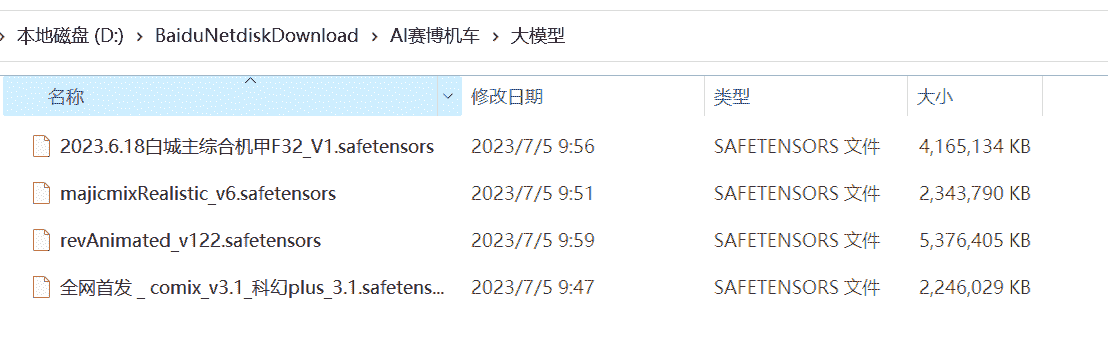 本地磁盘 (D:) > BaiduNetdiskDownload > AI赛博机车 > 大模型
名称 修改日期 类型 大小
2023.6.18白城主综合机甲F32_V1.safetensors 2023/7/5 9:56 SAFETENSORS 文件 4,165,134 KB
majicmixRealistic_v6.safetensors 2023/7/5 9:51 SAFETENSORS 文件 2,343,790 KB
revAnimated_v122.safetensors 2023/7/5 9:59 SAFETENSORS 文件 5,376,405 KB
全网首发 _ comix_v3.1_科幻plus_3.1.safetens... 2023/7/5 9:47 SAFETENSORS 文件 2,246,029 KB